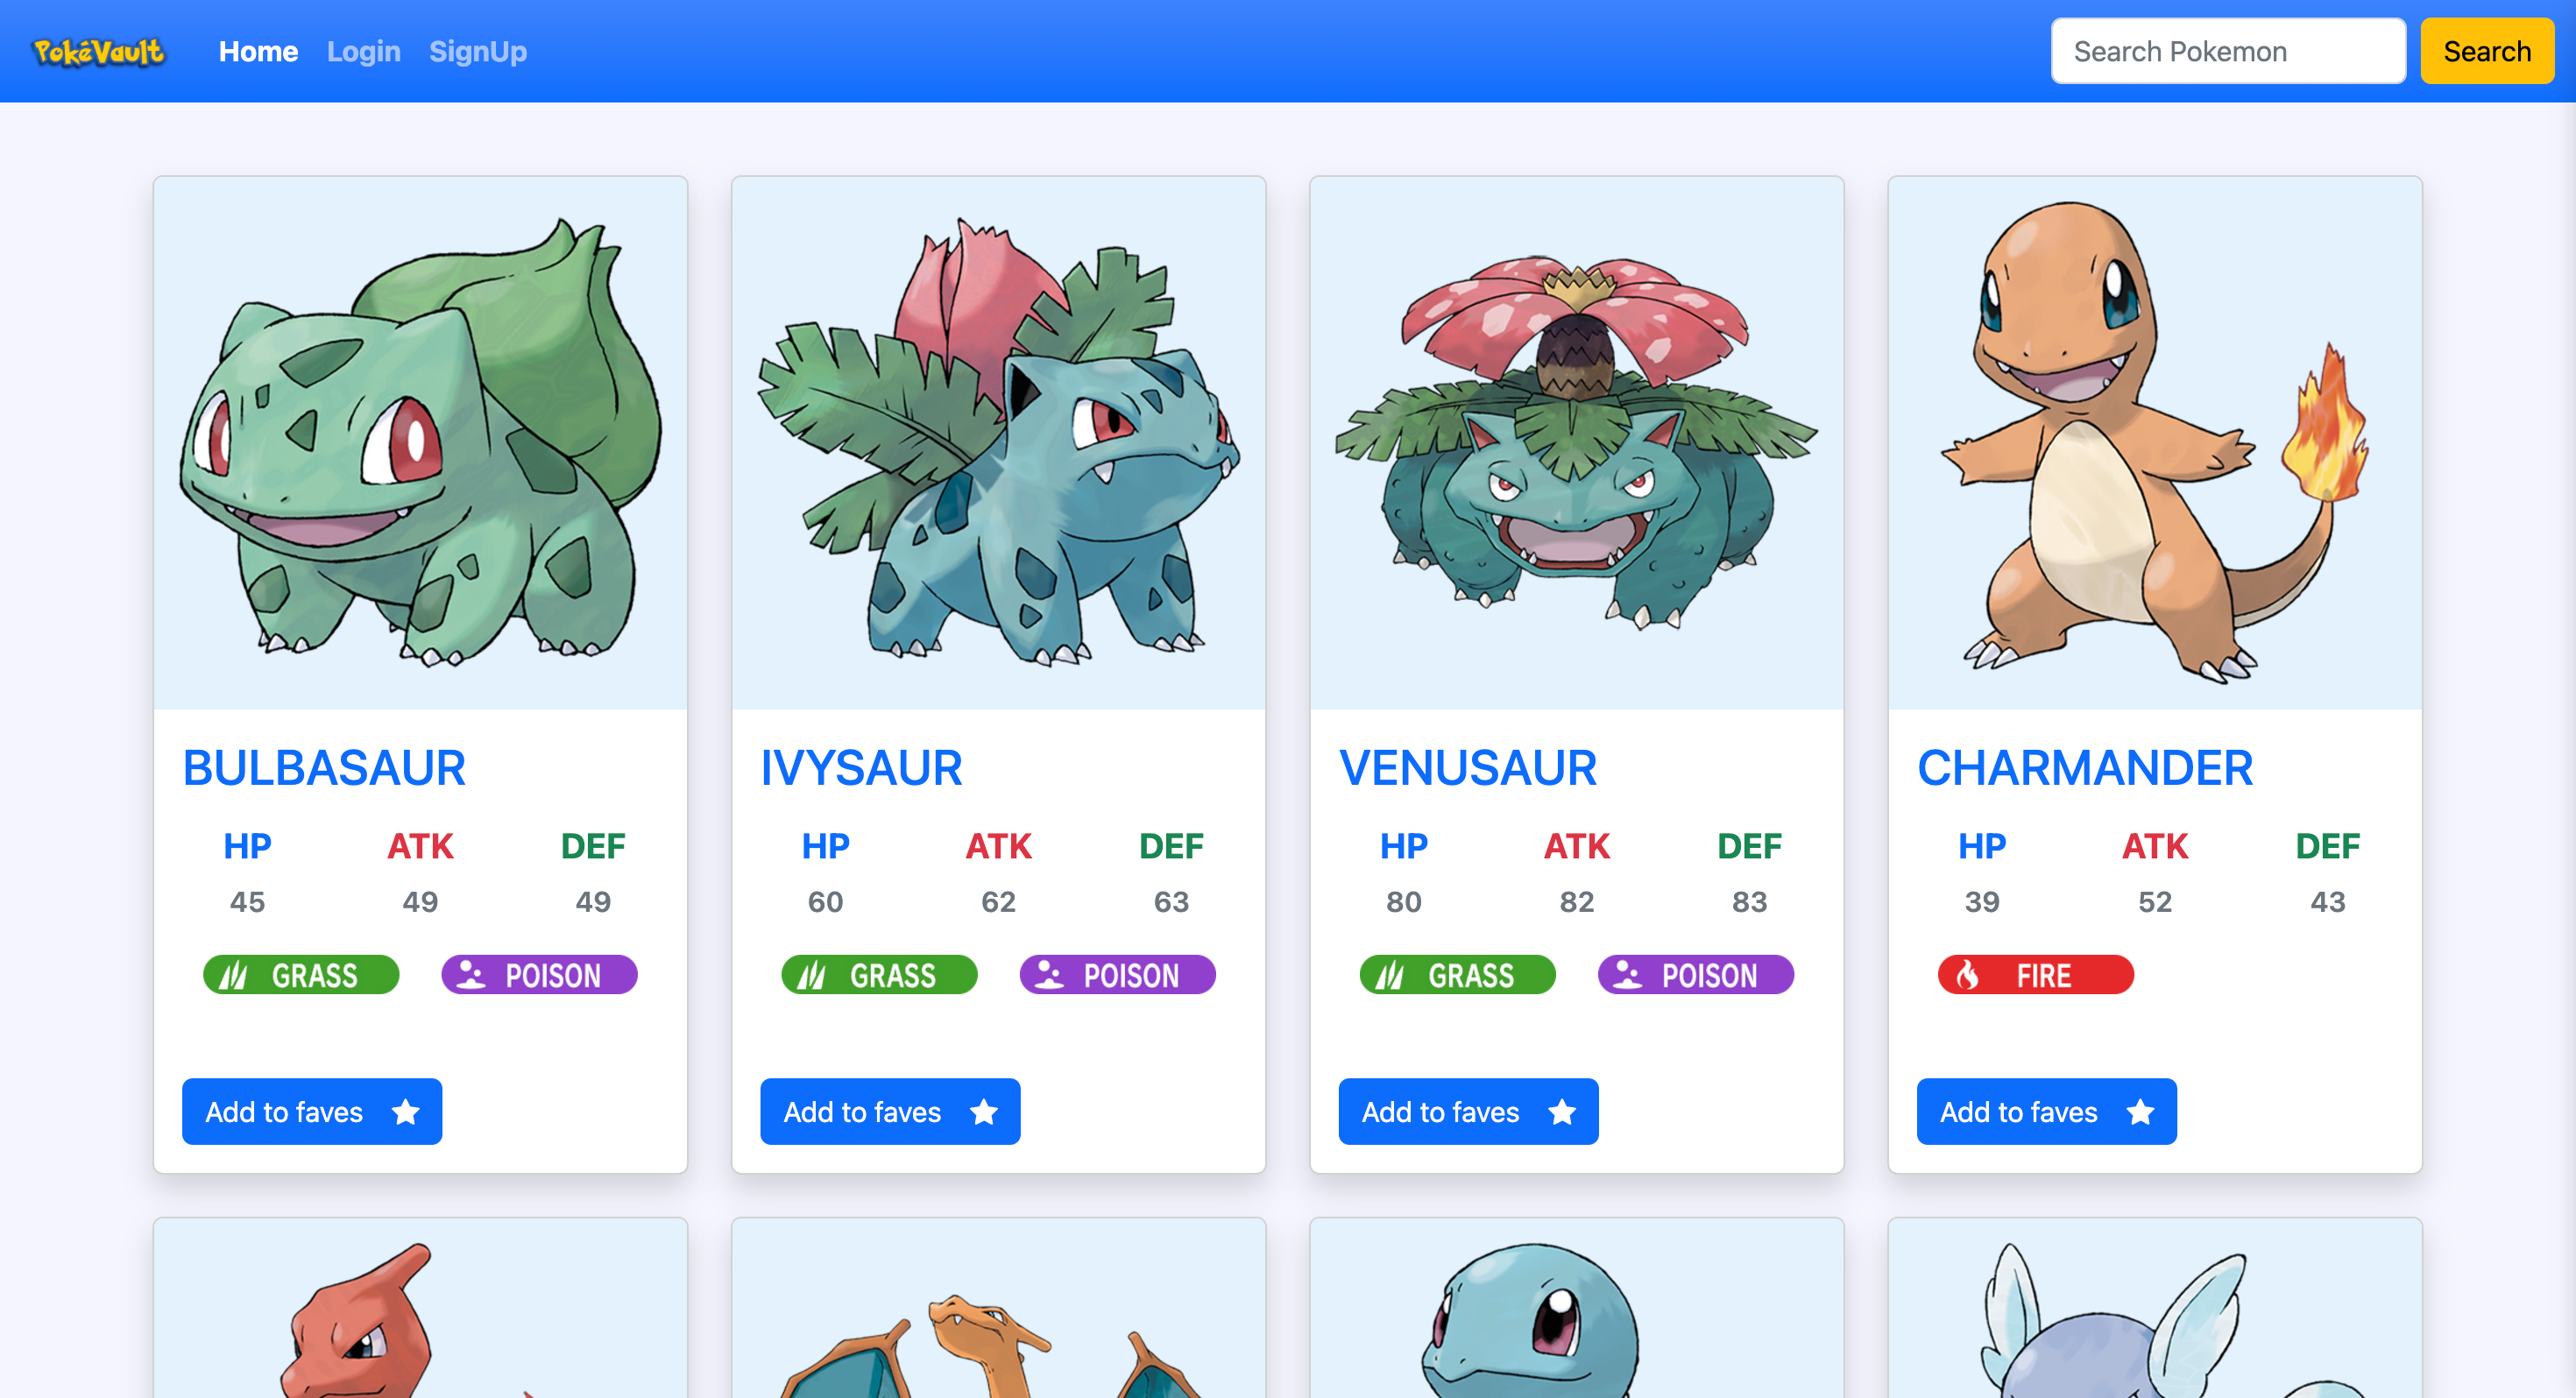 PokéVault Home Login SignUp Search Pokemon Search
BULBASAUR
HP ATK DEF
45 49 49
GRASS POISON
Add to faves
IVYSAUR
HP ATK DEF
60 62 63
GRASS POISON
Add to faves
VENUSAUR
HP ATK DEF
80 82 83
GRASS POISON
Add to faves
CHARMANDER
HP ATK DEF
39 52 43
FIRE
Add to faves